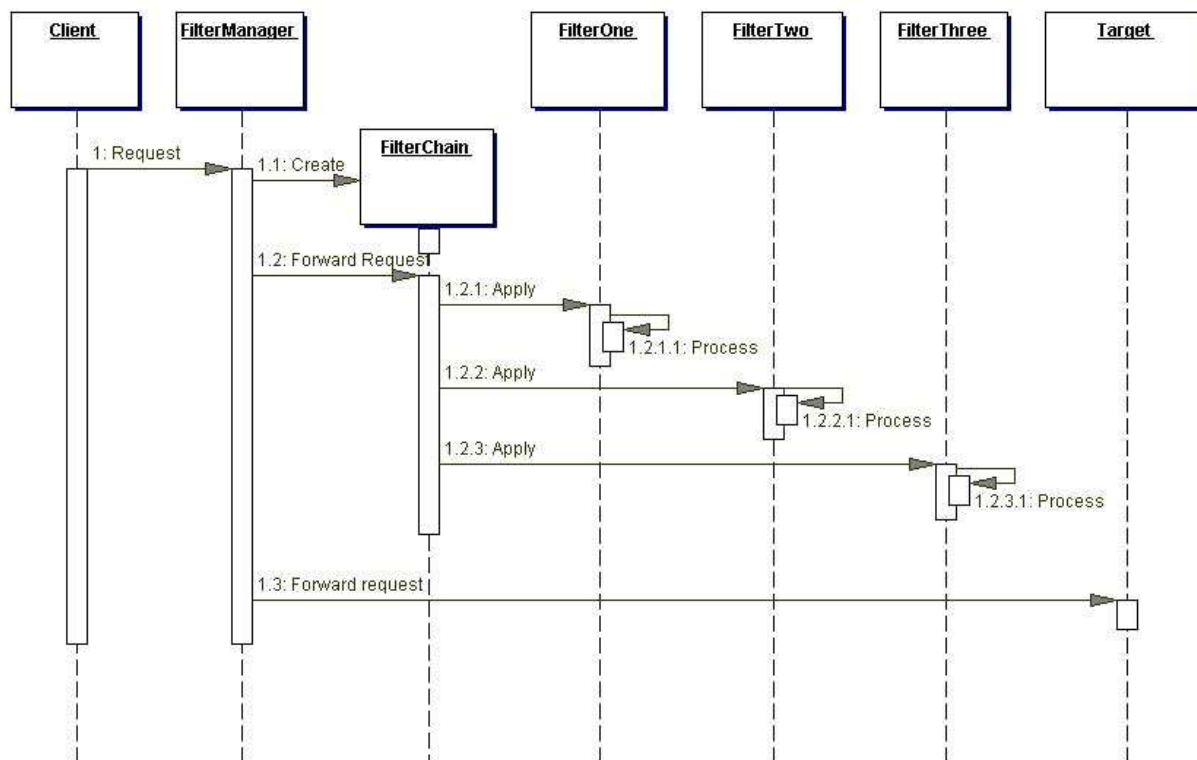 Client
FilterManager
FilterOne
FilterTwo
FilterThree
Target
FilterChain
1: Request
1.1: Create
1.2: Forward Request
1.2.1: Apply
1.2.1.1: Process
1.2.2: Apply
1.2.2.1: Process
1.2.3: Apply
1.2.3.1: Process
1.3: Forward request